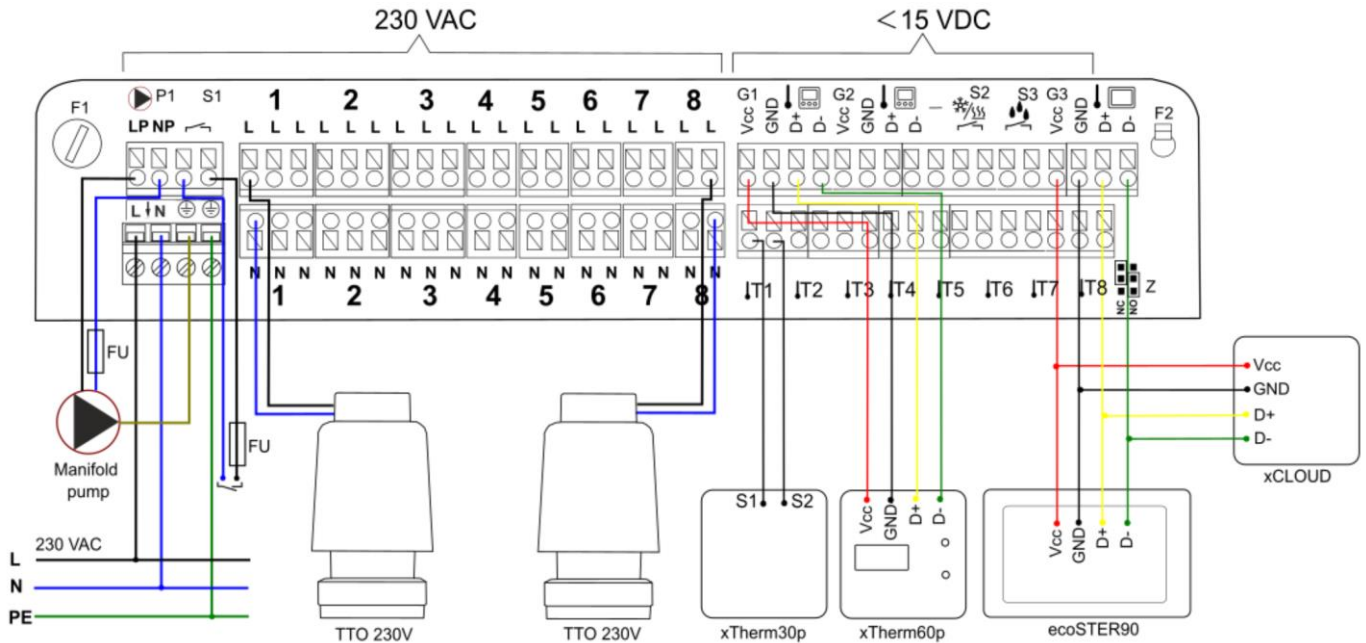 230 VAC
<15 VDC
F1
P1 S1
LP NP
1 2 3 4 5 6 7 8
L L L L L L L L L L L L L L L L L L L L
G1 G2 S2 S3 G3
Vcc GND D+ D- Vcc GND D+ D- Vcc GND D+ D-
F2
L N
N N N N N N N N N N N N N N N N N N N N
1 2 3 4 5 6 7 8
T1 T2 T3 T4 T5 T6 T7 T8
NC NO
Z
FU
FU
Manifold
pump
230 VAC
L
N
PE
TTO 230V
TTO 230V
S1 S2
xTherm30p
Vcc GND D+ D-
xTherm60p
Vcc GND D+ D-
ecoSTER90
Vcc
GND
D+
D-
xCLOUD